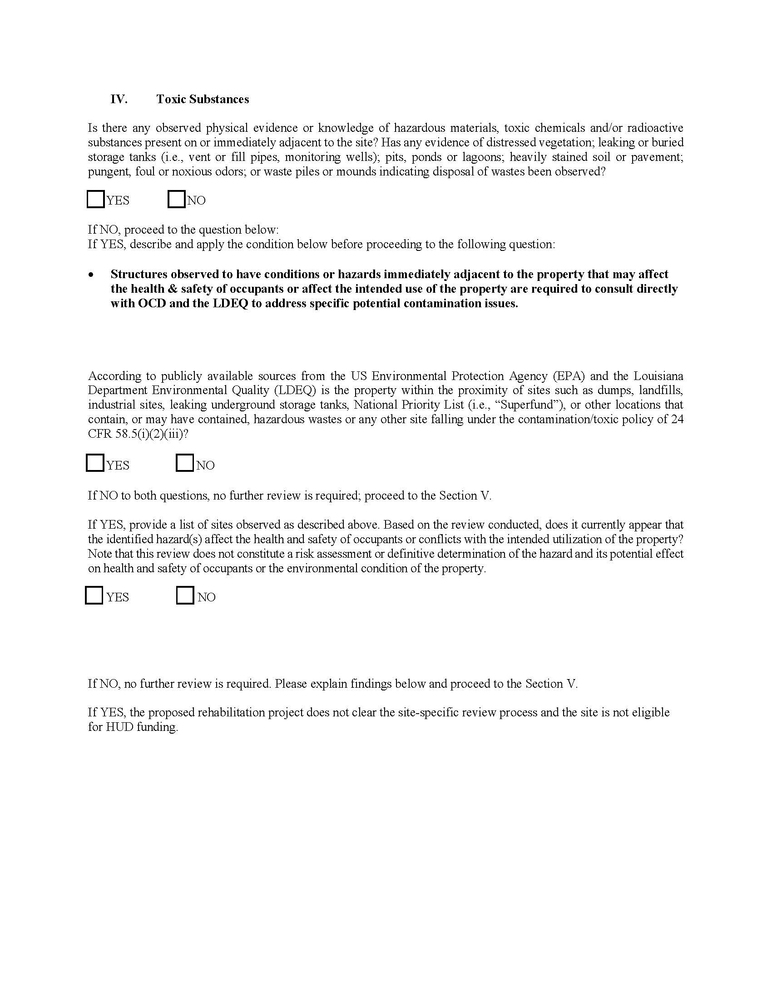 IV. Toxic Substances
Is there any observed physical evidence or knowledge of hazardous materials, toxic chemicals and/or radioactive
substances present on or immediately adjacent to the site? Has any evidence of distressed vegetation; leaking or buried
storage tanks (i.e., vent or fill pipes, monitoring wells); pits, ponds or lagoons; heavily stained soil or pavement;
pungent, foul or noxious odors; or waste piles or mounds indicating disposal of wastes been observed?
YES NO
If NO, proceed to the question below:
If YES, describe and apply the condition below before proceeding to the following question:
• Structures observed to have conditions or hazards immediately adjacent to the property that may affect
the health & safety of occupants or affect the intended use of the property are required to consult directly
with OCD and the LDEQ to address specific potential contamination issues.
According to publicly available sources from the US Environmental Protection Agency (EPA) and the Louisiana
Department Environmental Quality (LDEQ) is the property within the proximity of sites such as dumps, landfills,
industrial sites, leaking underground storage tanks, National Priority List (i.e., “Superfund”), or other locations that
contain, or may have contained, hazardous wastes or any other site falling under the contamination/toxic policy of 24
CFR 58.5(i)(2)(iii)?
YES NO
If NO to both questions, no further review is required; proceed to the Section V.
If YES, provide a list of sites observed as described above. Based on the review conducted, does it currently appear that
the identified hazard(s) affect the health and safety of occupants or conflicts with the intended utilization of the property?
Note that this review does not constitute a risk assessment or definitive determination of the hazard and its potential effect
on health and safety of occupants or the environmental condition of the property.
YES NO
If NO, no further review is required. Please explain findings below and proceed to the Section V.
If YES, the proposed rehabilitation project does not clear the site-specific review process and the site is not eligible
for HUD funding.